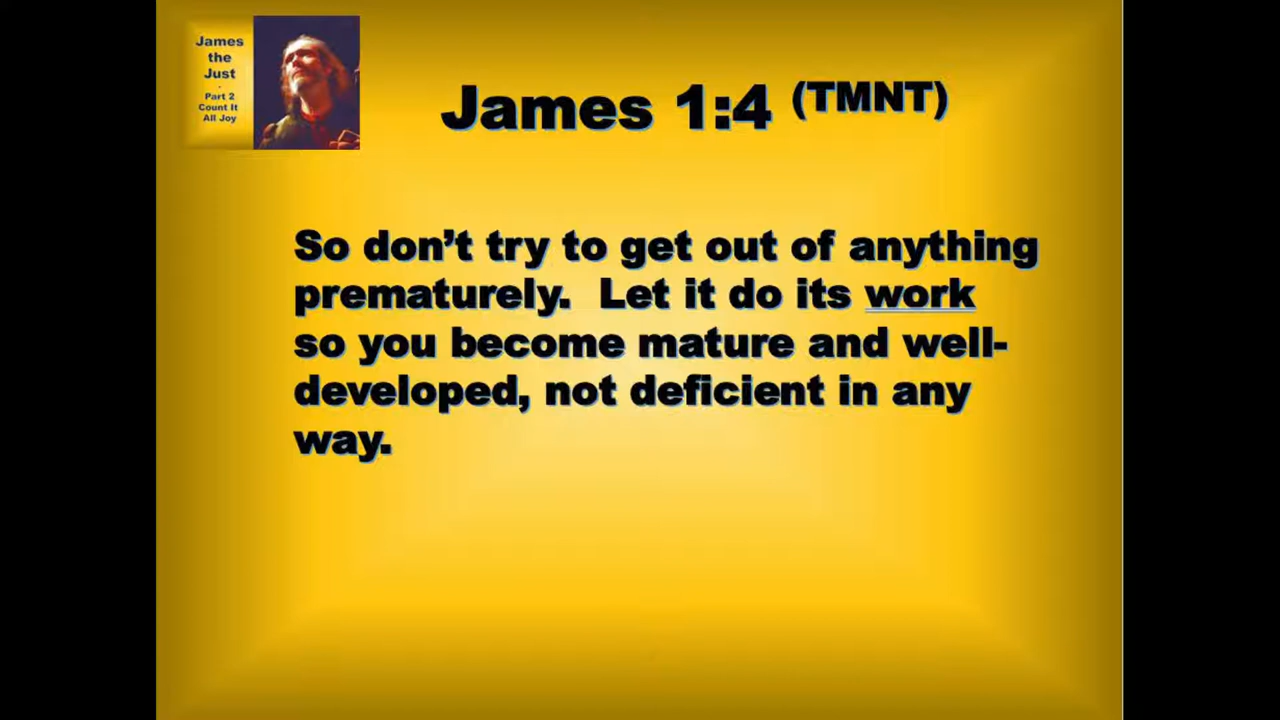 James
the
Just
-
Part 2
Count It
All Joy
James 1:4 (TMNT)
So don’t try to get out of anything
prematurely.  Let it do its work
so you become mature and well-
developed, not deficient in any
way.